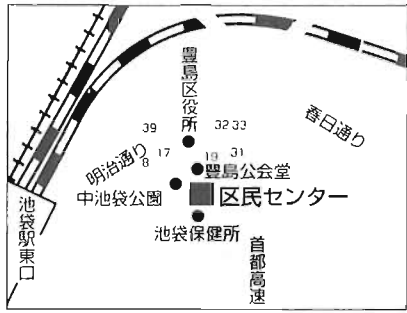 豊島区役所
39
32 33
春日通り
明治通り
17
8
19
31
豊島公会堂
中池袋公園
区民センター
池袋保健所
池袋駅東口
首都高速